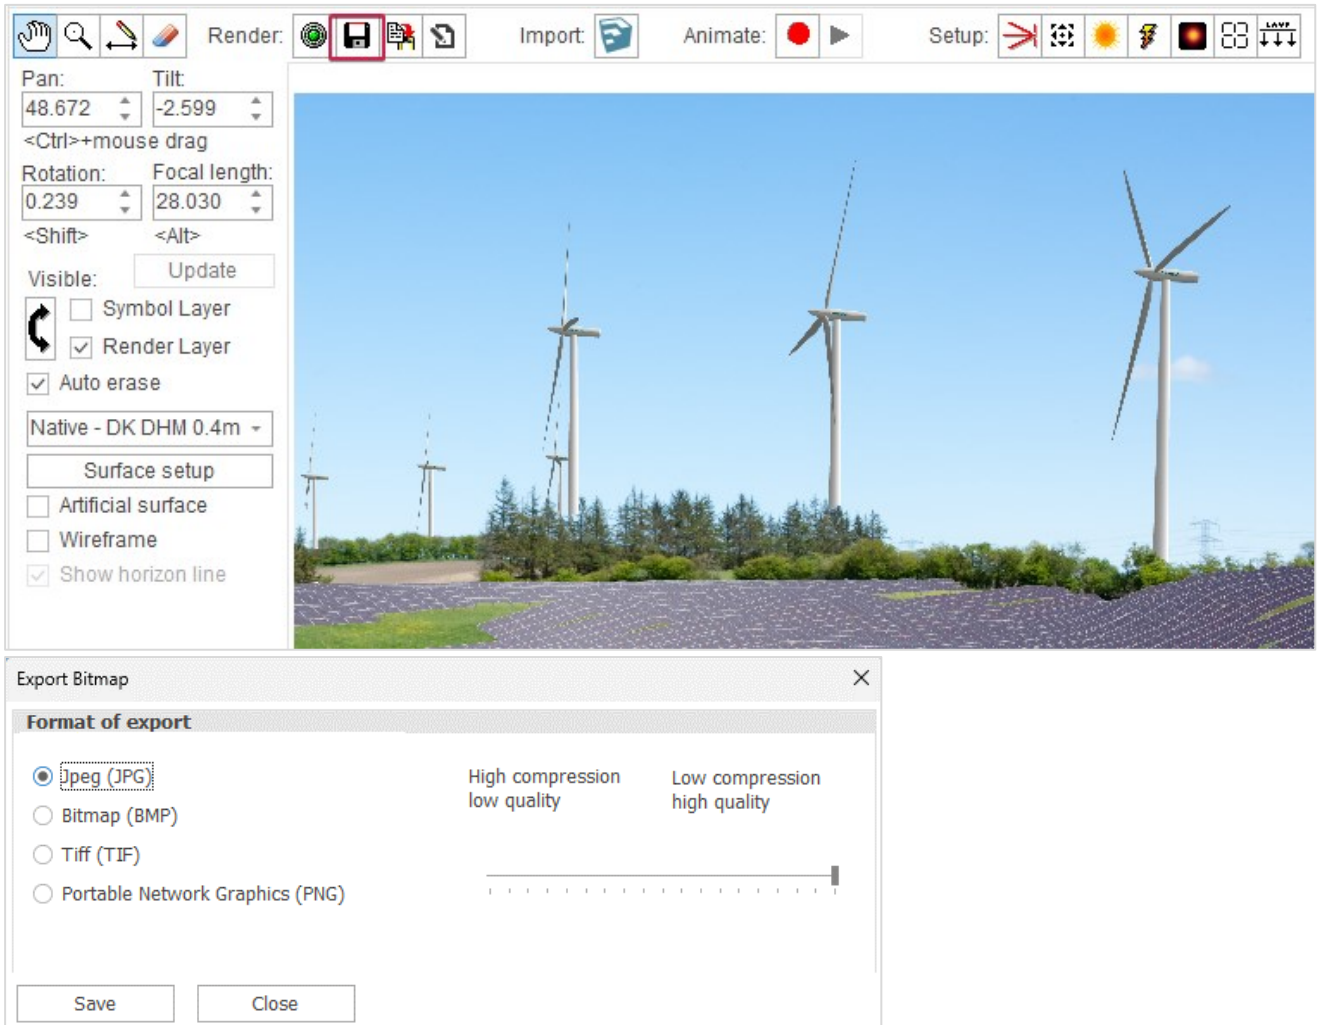 Render: Import: Animate: Setup:
Pan: Tilt:
48.672 -2.599
<Ctrl>+mouse drag
Rotation: Focal length:
0.239 28.030
<Shift> <Alt>
Visible: Update
Symbol Layer
Render Layer
Auto erase
Native - DK DHM 0.4m
Surface setup
Artificial surface
Wireframe
Show horizon line
Export Bitmap
Format of export
Jpeg (JPG)
Bitmap (BMP)
Tiff (TIF)
Portable Network Graphics (PNG)
High compression
low quality
Low compression
high quality
Save Close